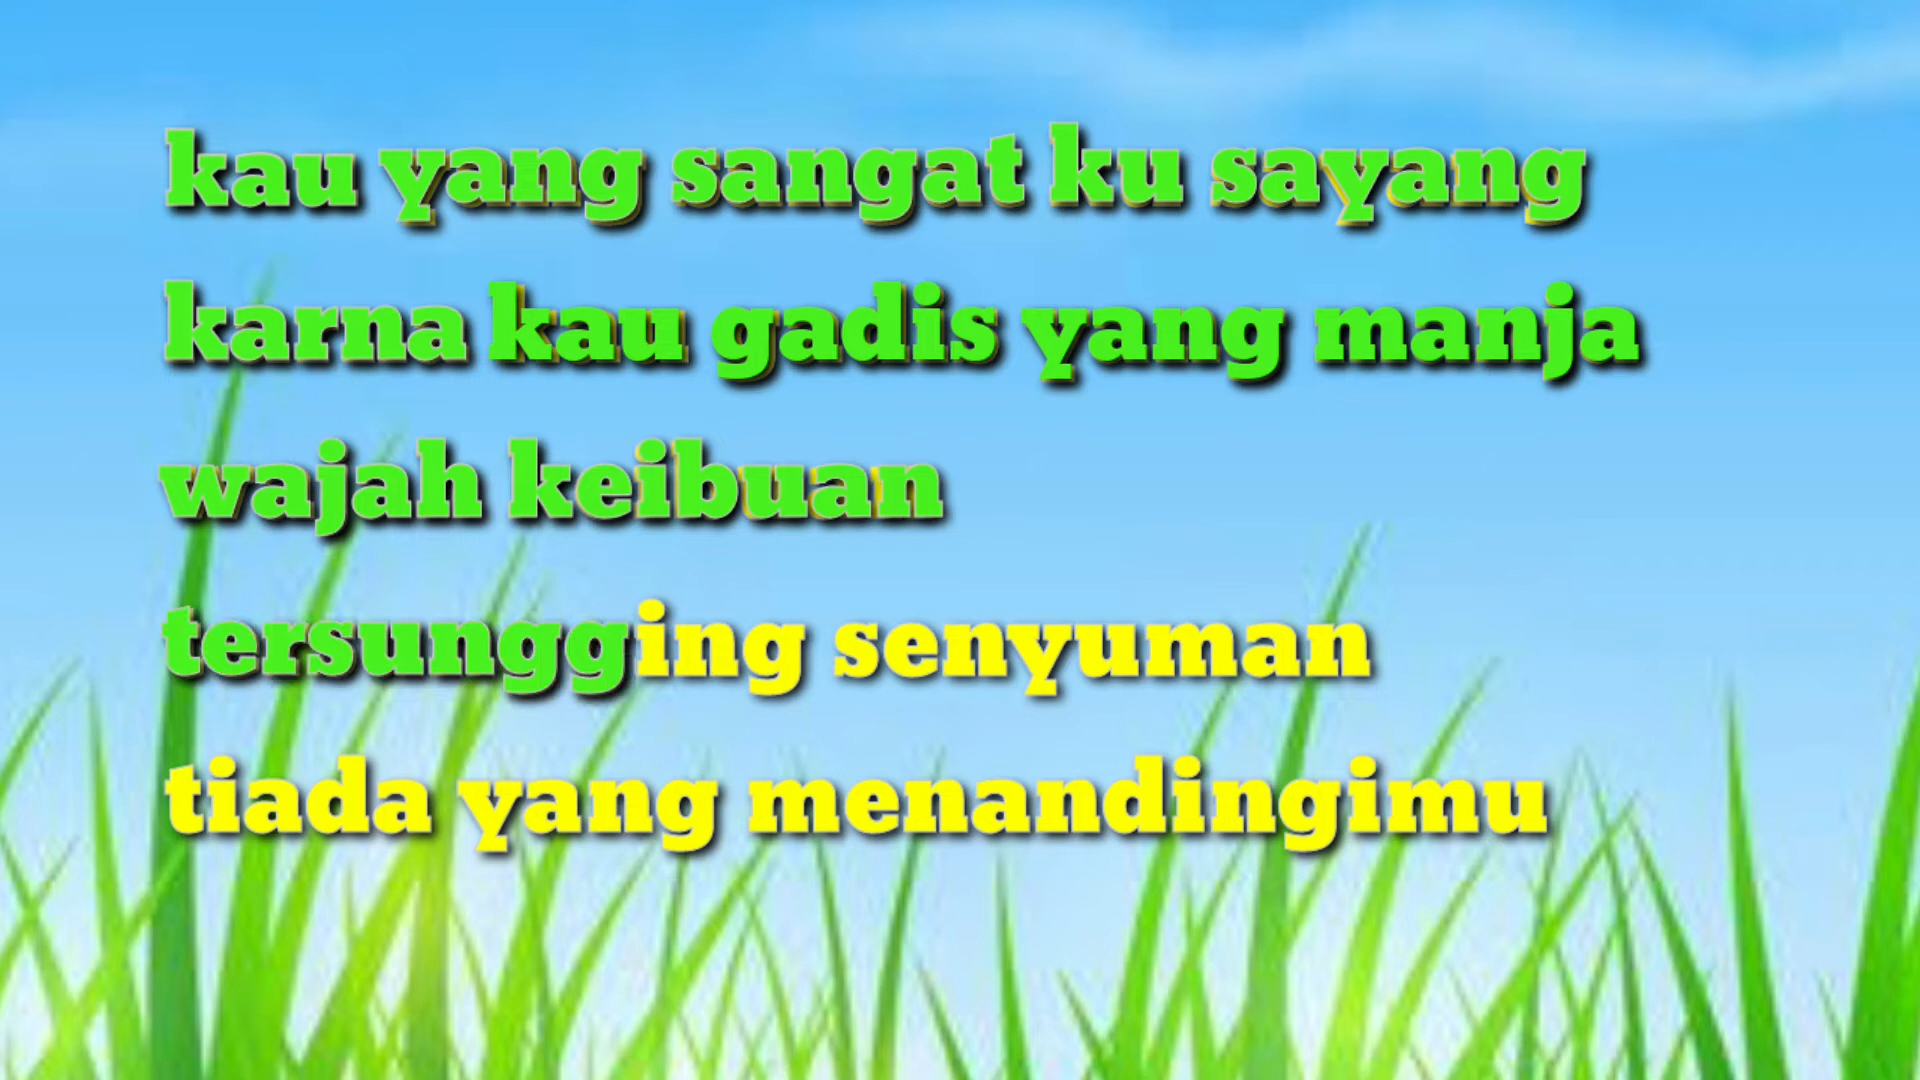 kau yang sangat ku sayang
karna kau gadis yang manja
wajah keibuan
tersungging senyuman
tiada yang menandingimu